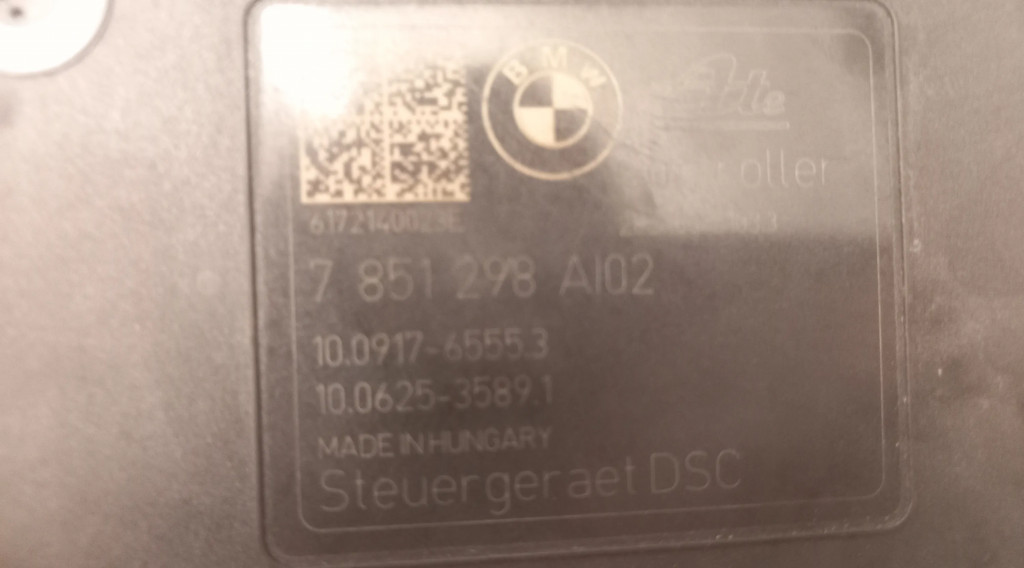 BMW
Ate
6172140023E
7 851 298 AI02
10.0917-6555.3
10.0625-3589.1
MADE IN HUNGARY
Steuergeraet DSC